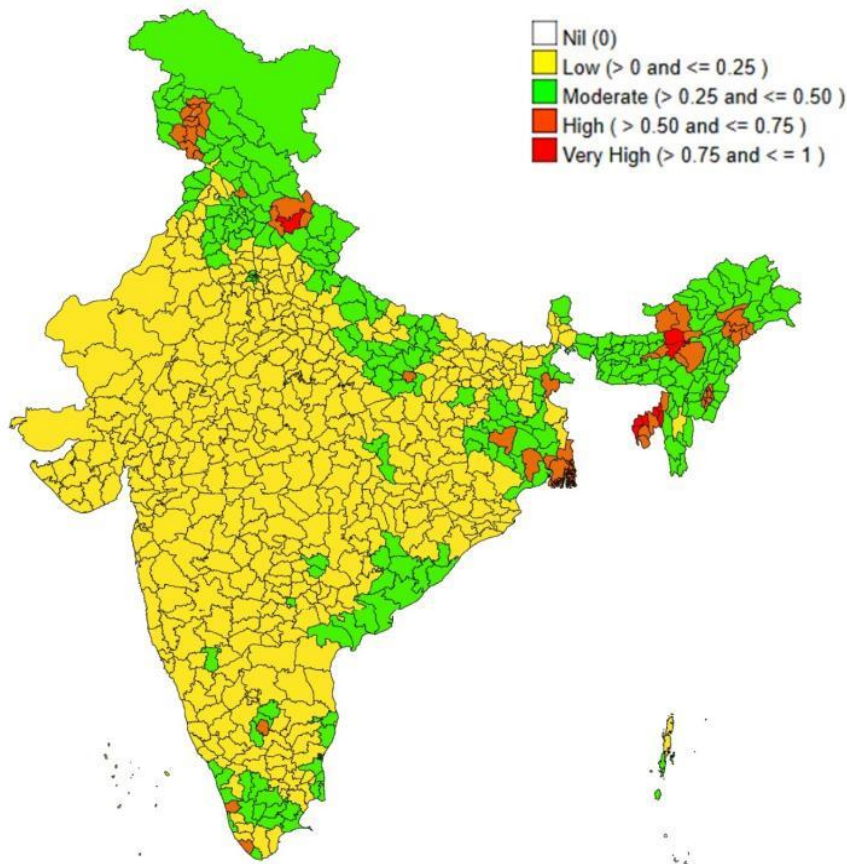 Nil (0)
Low (> 0 and <= 0.25 )
Moderate (> 0.25 and <= 0.50 )
High ( > 0.50 and <= 0.75 )
Very High (> 0.75 and < = 1 )